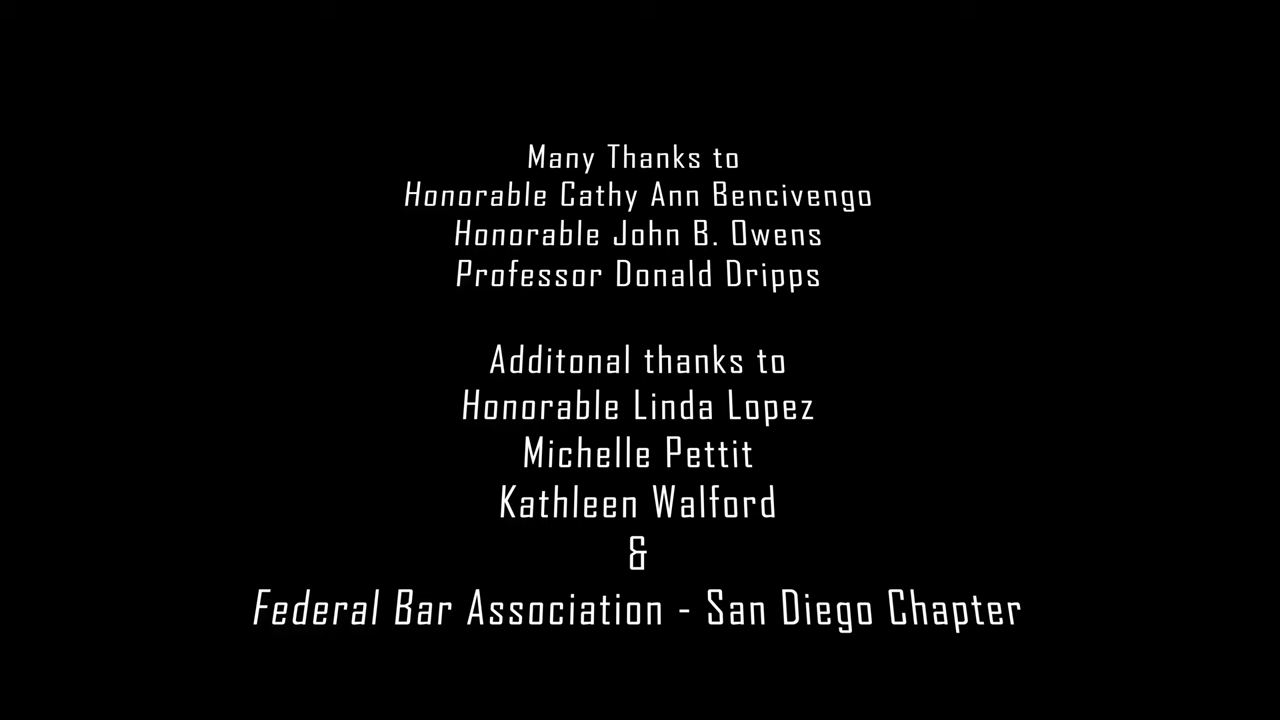 Many Thanks to
Honorable Cathy Ann Bencivengo
Honorable John B. Owens
Professor Donald Dripps
Additonal thanks to
Honorable Linda Lopez
Michelle Pettit
Kathleen Walford
&
Federal Bar Association - San Diego Chapter